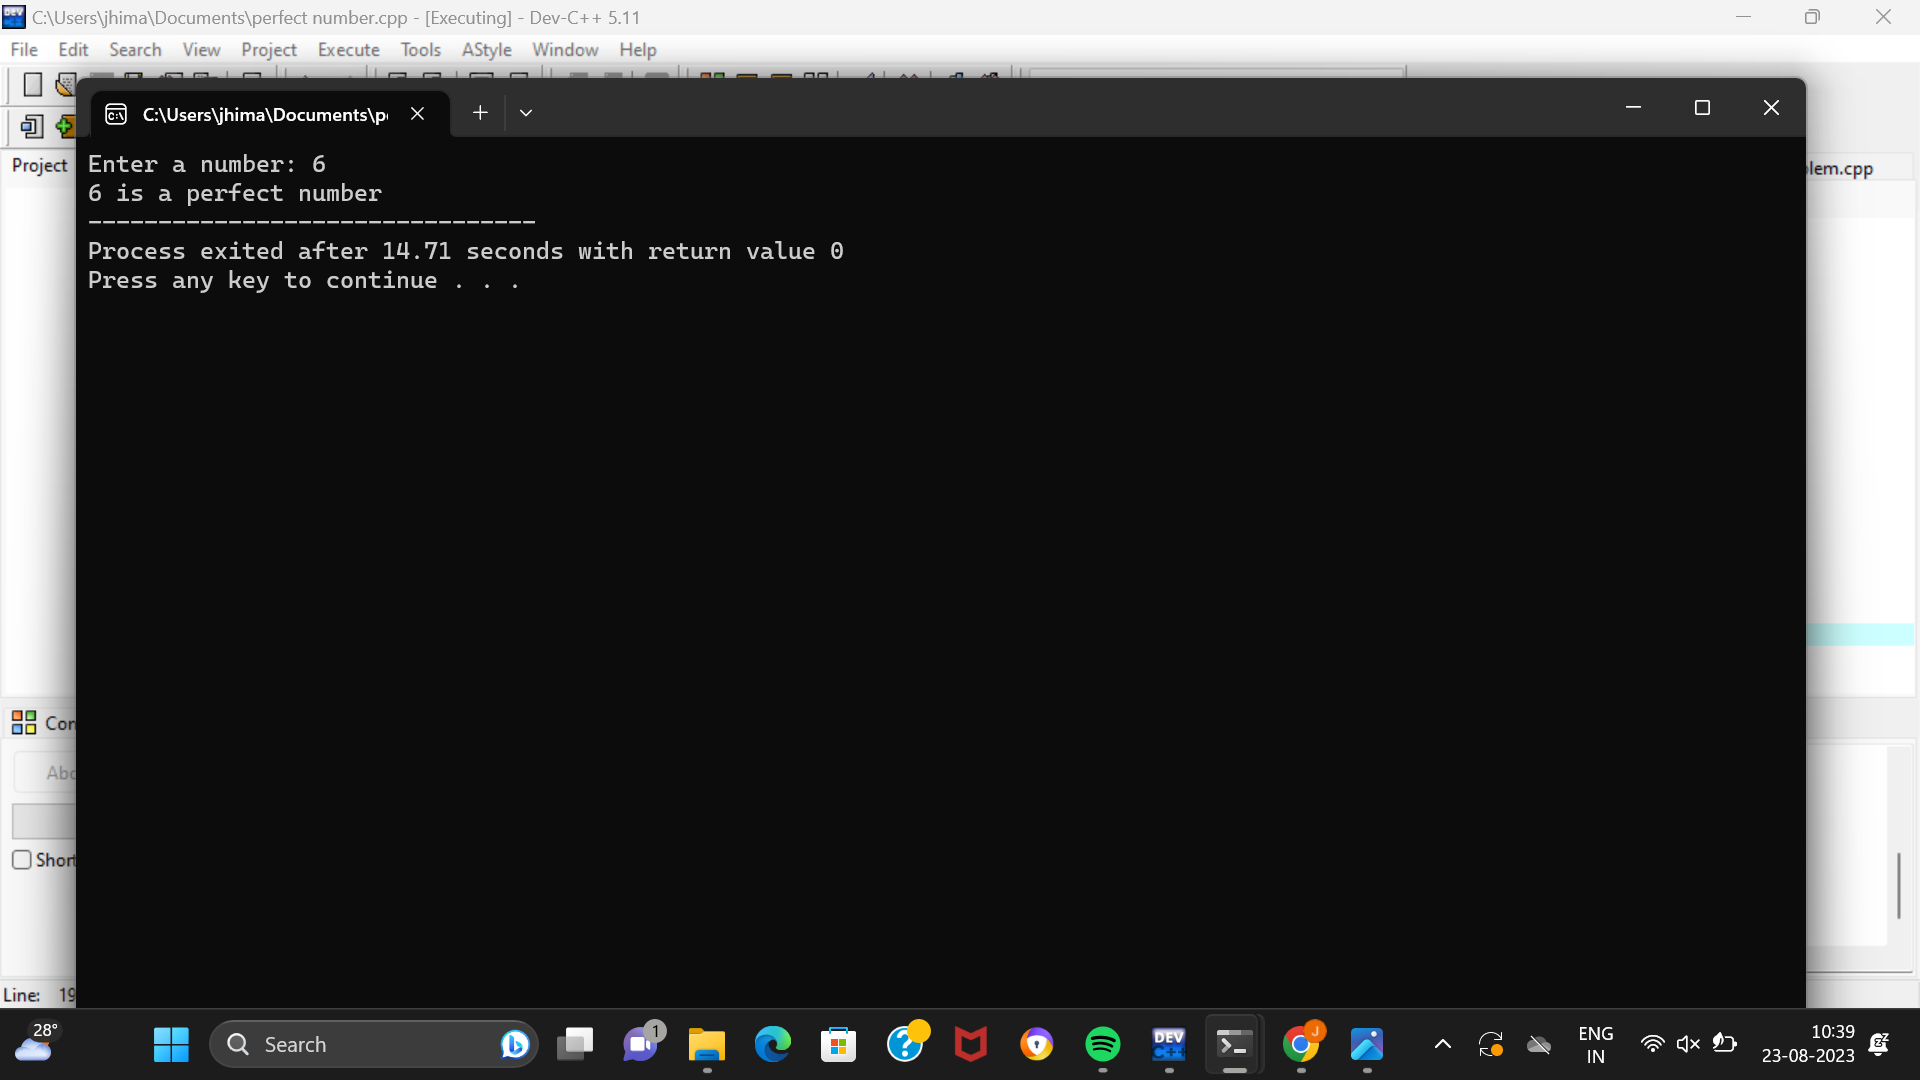 C:\Users\jhima\Documents\perfect number.cpp - [Executing] - Dev-C++ 5.11
File Edit Search View Project Execute Tools AStyle Window Help
C:\Users\jhima\Documents\p
Project
lem.cpp
Enter a number: 6
6 is a perfect number
--------------------------------
Process exited after 14.71 seconds with return value 0
Press any key to continue . . .
Com
Abo
Short
Line: 19
28°
Search
1
DEV C++
J
ENG
IN
10:39
23-08-2023